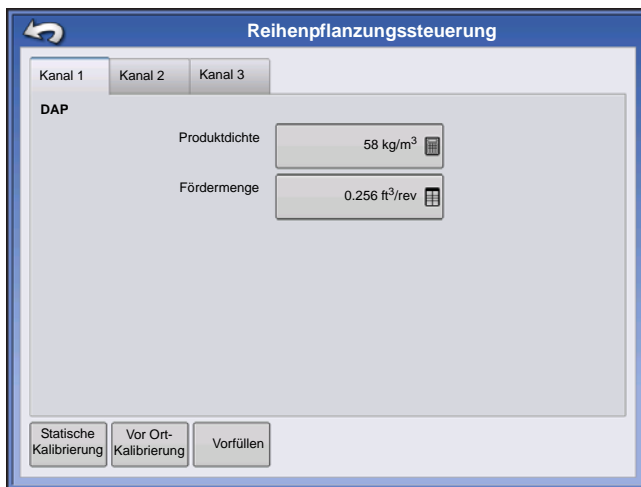 Reihenpflanzungssteuerung
Kanal 1 Kanal 2 Kanal 3
DAP
Produktdichte 58 kg/m³
Fördermenge 0.256 ft³/rev
Statische Kalibrierung
Vor Ort-Kalibrierung
Vorfüllen